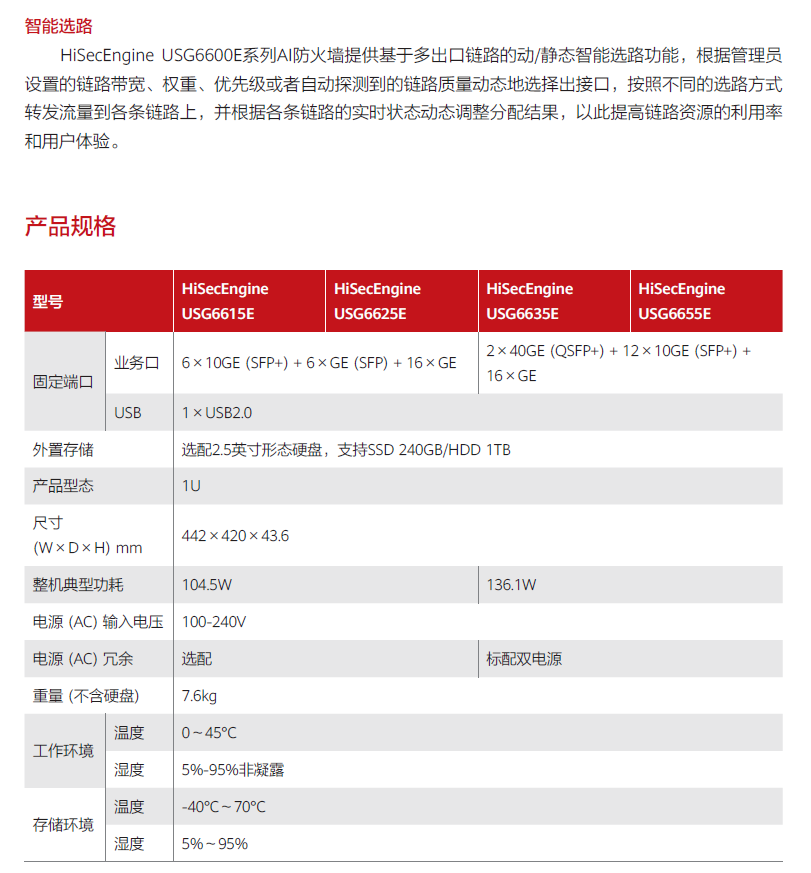 智能选路
HiSecEngine USG6600E系列AI防火墙提供基于多出口链路的动/静态智能选路功能，根据管理员
设置的链路带宽、权重、优先级或者自动探测到的链路质量动态地选择出接口，按照不同的选路方式
转发流量到各条链路上，并根据各条链路的实时状态动态调整分配结果，以此提高链路资源的利用率
和用户体验。
产品规格
型号 HiSecEngine USG6615E HiSecEngine USG6625E HiSecEngine USG6635E HiSecEngine USG6655E
固定端口 业务口 6×10GE (SFP+) + 6×GE (SFP) + 16×GE 2×40GE (QSFP+) + 12×10GE (SFP+) + 16×GE
USB 1×USB2.0
外置存储 选配2.5英寸形态硬盘，支持SSD 240GB/HDD 1TB
产品型态 1U
尺寸
(W×D×H) mm 442×420×43.6
整机典型功耗 104.5W 136.1W
电源 (AC) 输入电压 100-240V
电源 (AC) 冗余 选配 标配双电源
重量 (不含硬盘) 7.6kg
工作环境 温度 0～45℃
湿度 5%-95%非凝露
存储环境 温度 -40℃～70℃
湿度 5%～95%